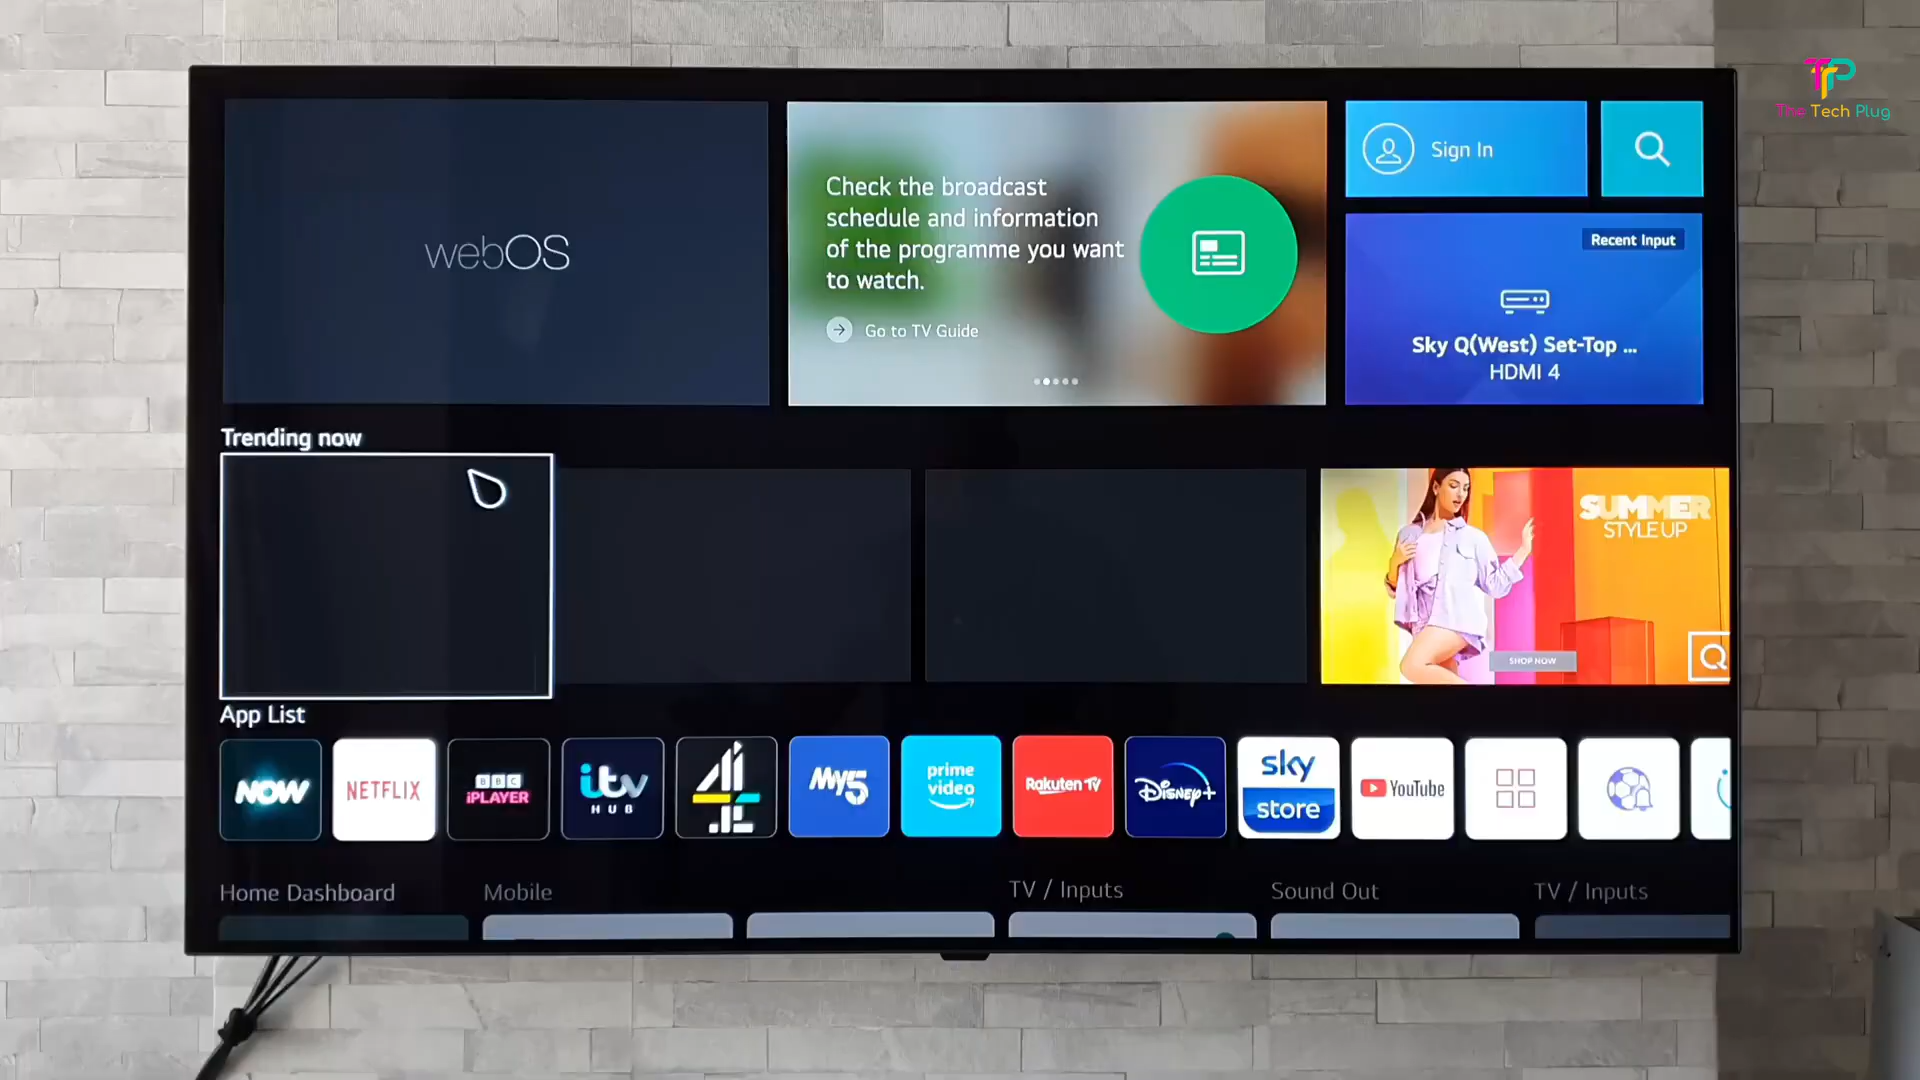 TP
The Tech Plug
webOS
Check the broadcast
schedule and information
of the programme you want
to watch.
Go to TV Guide
Sign In
Recent Input
Sky Q(West) Set-Top ...
HDMI 4
Trending now
SUMMER
STYLE UP
SHOP NOW
Q
App List
NOW
NETFLIX
BBC
iPLAYER
itv
HUB
4
My5
prime
video
Rakuten TV
Disney+
sky
store
YouTube
Home Dashboard
Mobile
TV / Inputs
Sound Out
TV / Inputs